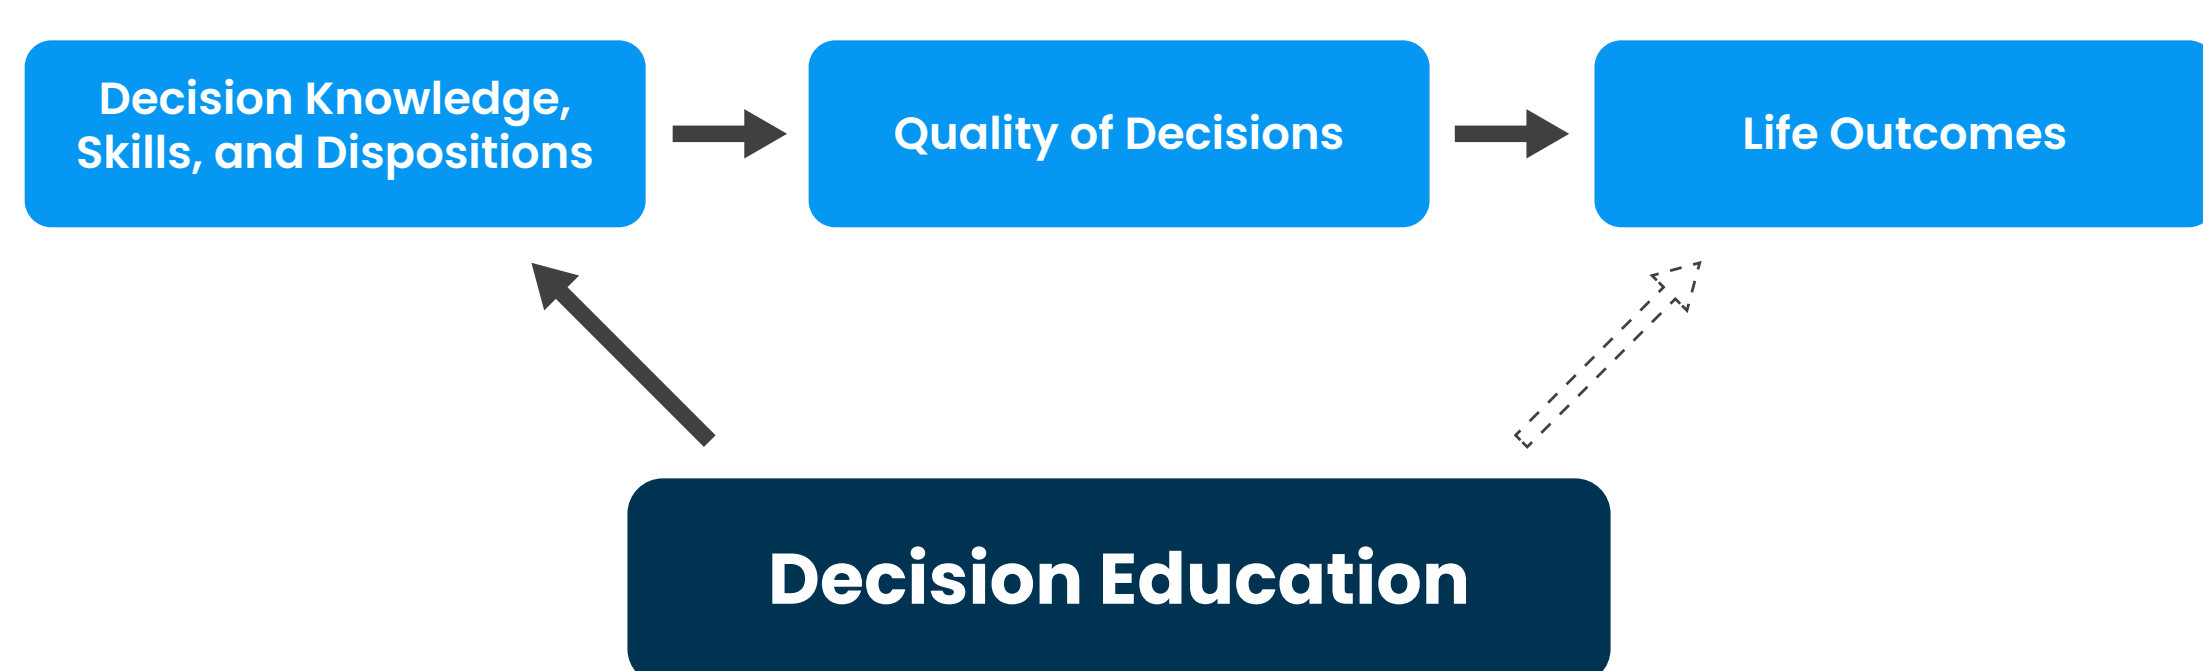 Decision Knowledge,
Skills, and Dispositions
Quality of Decisions
Life Outcomes
Decision Education